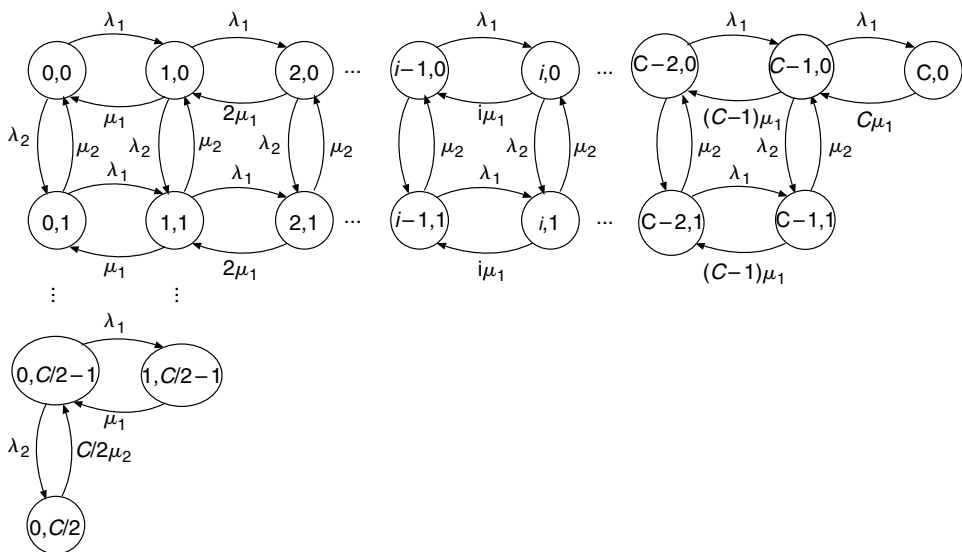 λ1 λ1 λ1 λ1 λ1
0,0 1,0 2,0 ... i–1,0 i,0 ... C–2,0 C–1,0 C,0
μ1 2μ1 iμ1 (C–1)μ1 Cμ1
λ2 μ2 λ2 μ2 λ2 μ2 μ2 λ2 μ2 μ2 λ2 μ2
λ1 λ1 λ1 λ1
0,1 1,1 2,1 ... i–1,1 i,1 ... C–2,1 C–1,1
μ1 2μ1 iμ1 (C–1)μ1
⋮ ⋮
λ1
0,C/2–1 1,C/2–1
μ1
λ2 C/2μ2
0,C/2